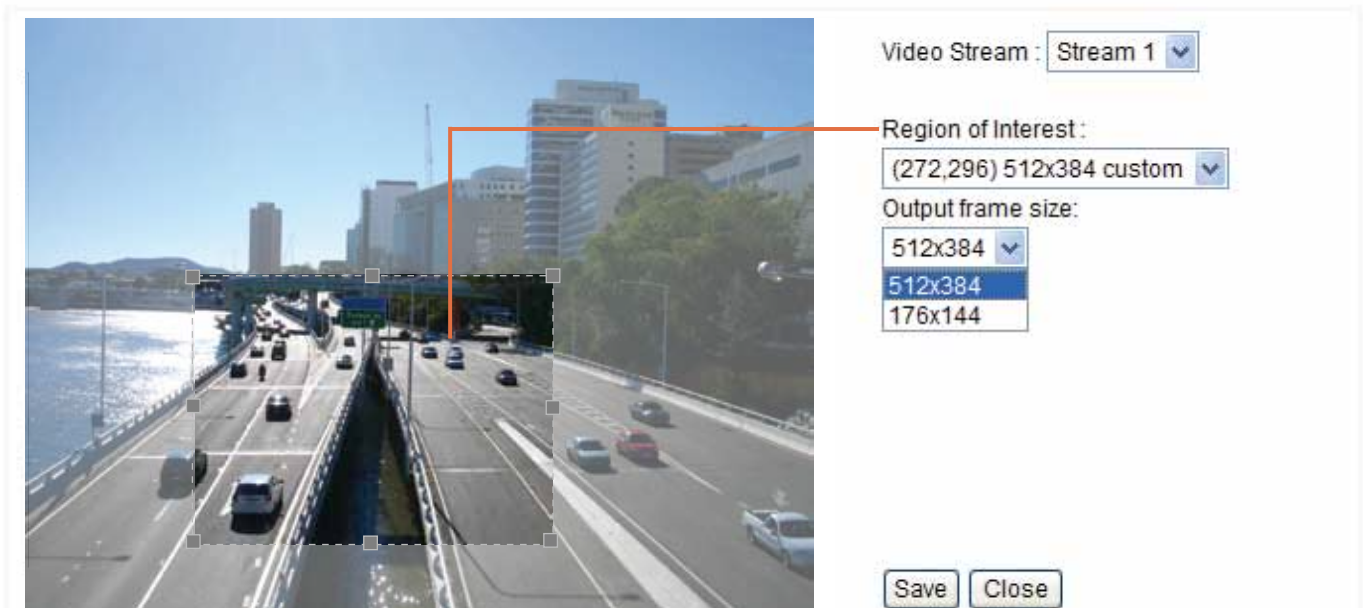 Video Stream : Stream 1
Region of Interest :
(272,296) 512x384 custom
Output frame size:
512x384
512x384
176x144
Save Close